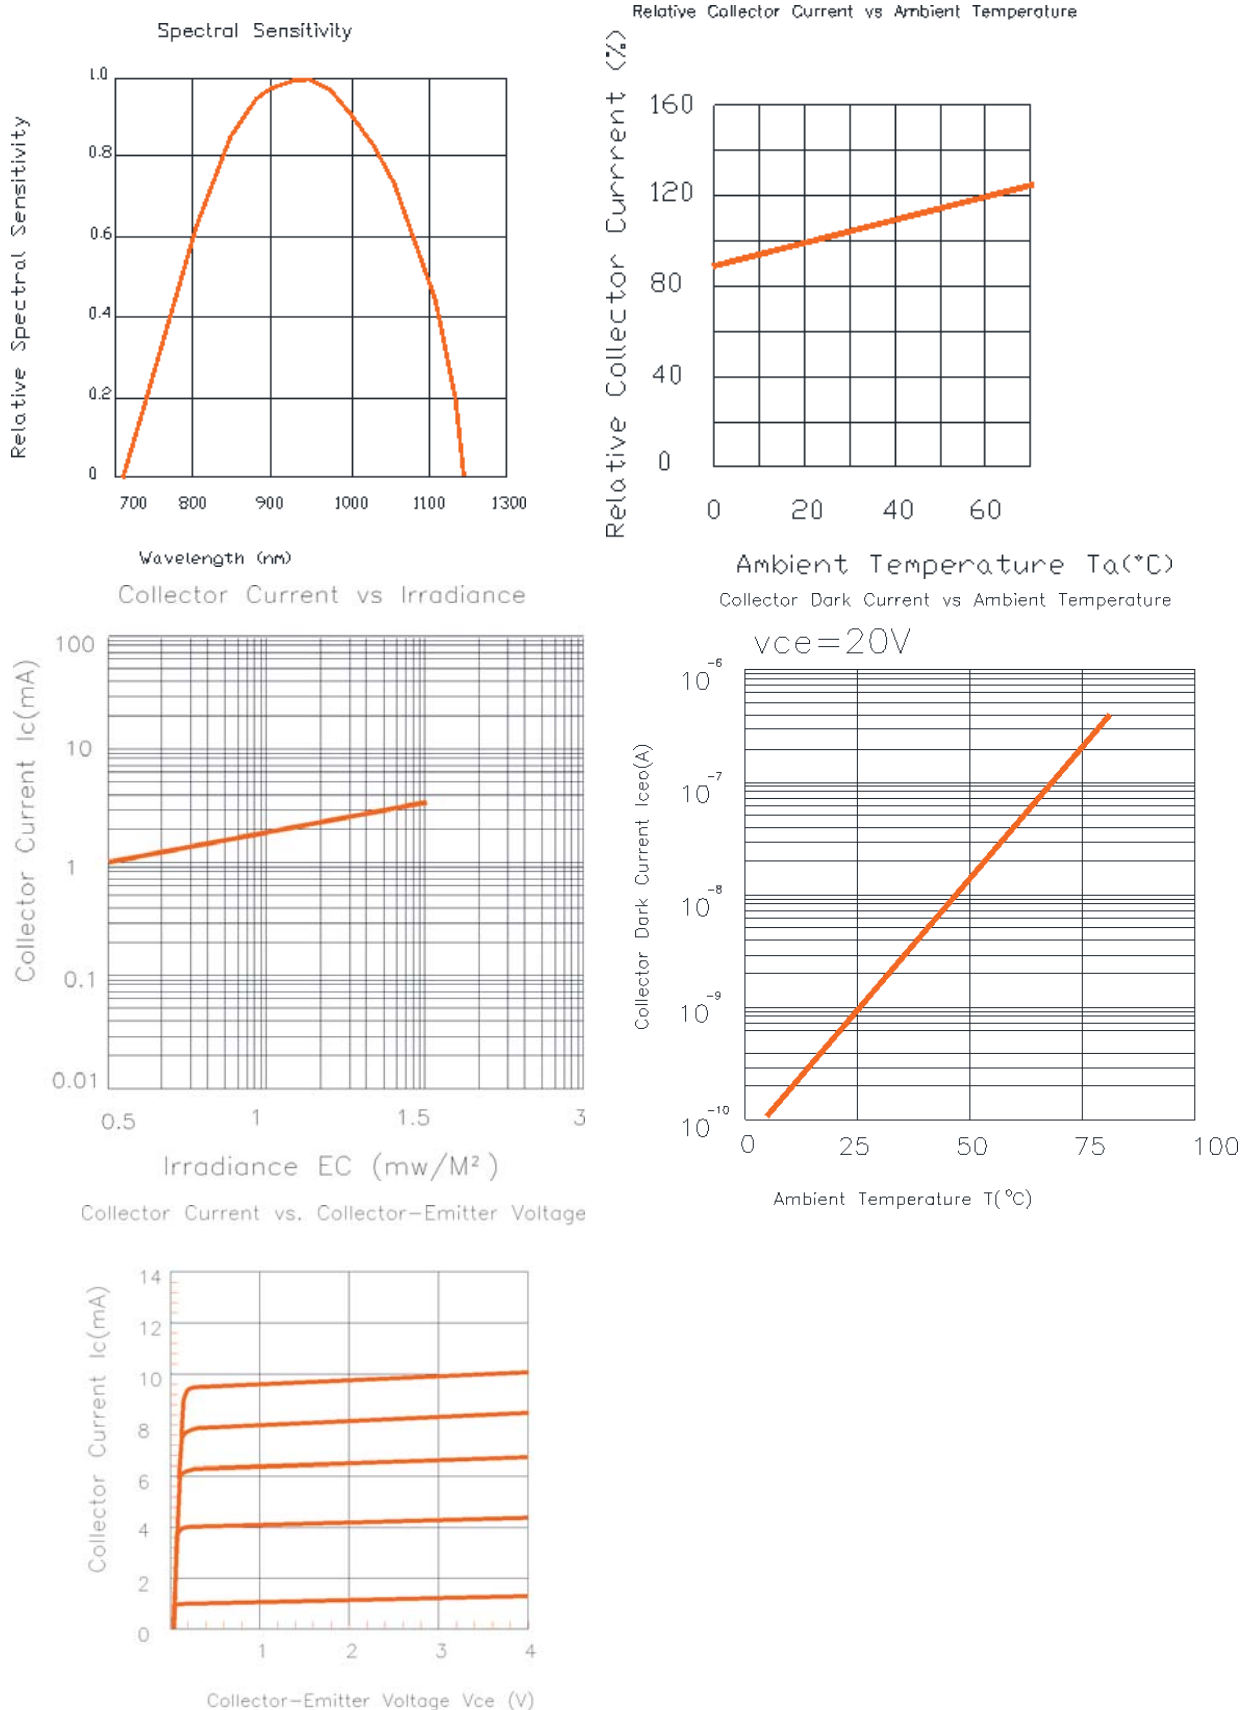 Spectral Sensitivity
Relative Spectral Sensitivity
1.0
0.8
0.6
0.4
0.2
0
700 800 900 1000 1100 1300
Wavelength (nm)
Relative Collector Current vs Ambient Temperature
Relative Collector Currrent (%)
160
120
80
40
0
0 20 40 60
Ambient Temperature Ta(°C)
Collector Current vs Irradiance
Collector Current Ic(mA)
100
10
1
0.1
0.01
0.5 1 1.5 3
Irradiance EC (mw/M²)
Collector Dark Current vs Ambient Temperature
vce=20V
Collector Dark Current Iceo(A)
10⁻⁶
10⁻⁷
10⁻⁸
10⁻⁹
10⁻¹⁰
0 25 50 75 100
Ambient Temperature T(°C)
Collector Current vs. Collector-Emitter Voltage
Collector Current Ic(mA)
14
12
10
8
6
4
2
0
1 2 3 4
Collector-Emitter Voltage Vce (V)